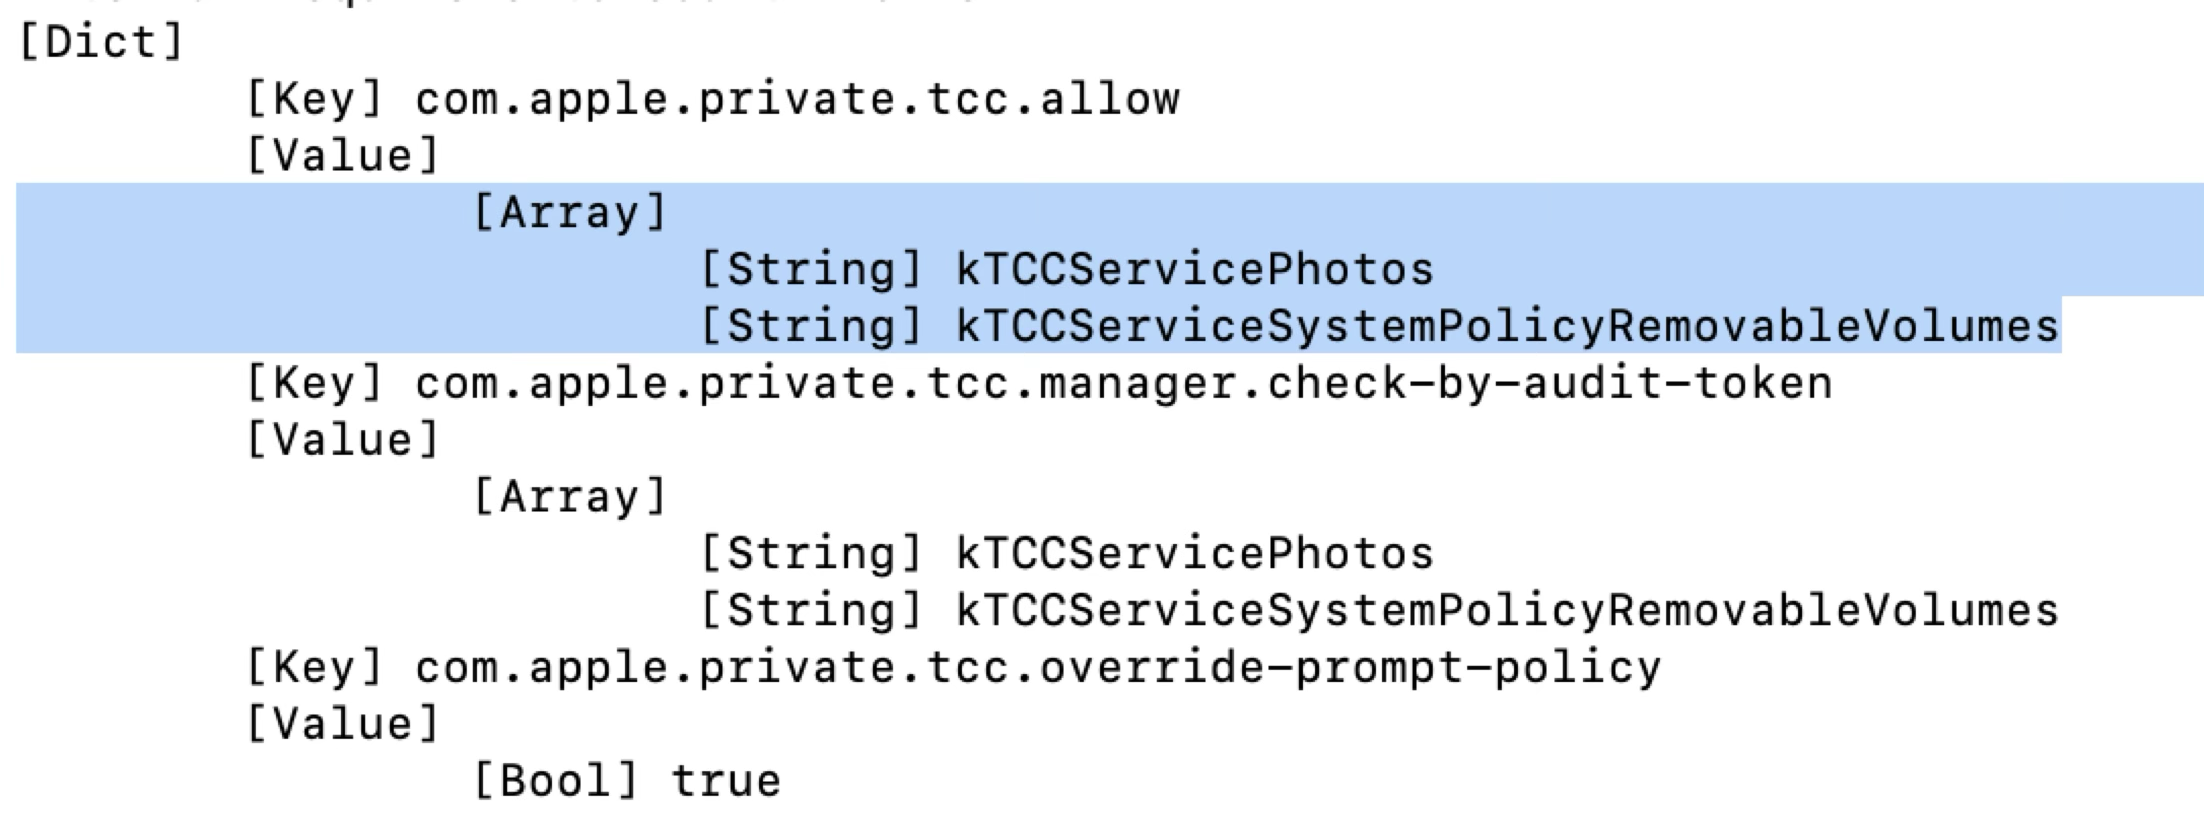 [Dict]
[Key] com.apple.private.tcc.allow
[Value]
[Array]
[String] kTCCServicePhotos
[String] kTCCServiceSystemPolicyRemovableVolumes
[Key] com.apple.private.tcc.manager.check-by-audit-token
[Value]
[Array]
[String] kTCCServicePhotos
[String] kTCCServiceSystemPolicyRemovableVolumes
[Key] com.apple.private.tcc.override-prompt-policy
[Value]
[Bool] true